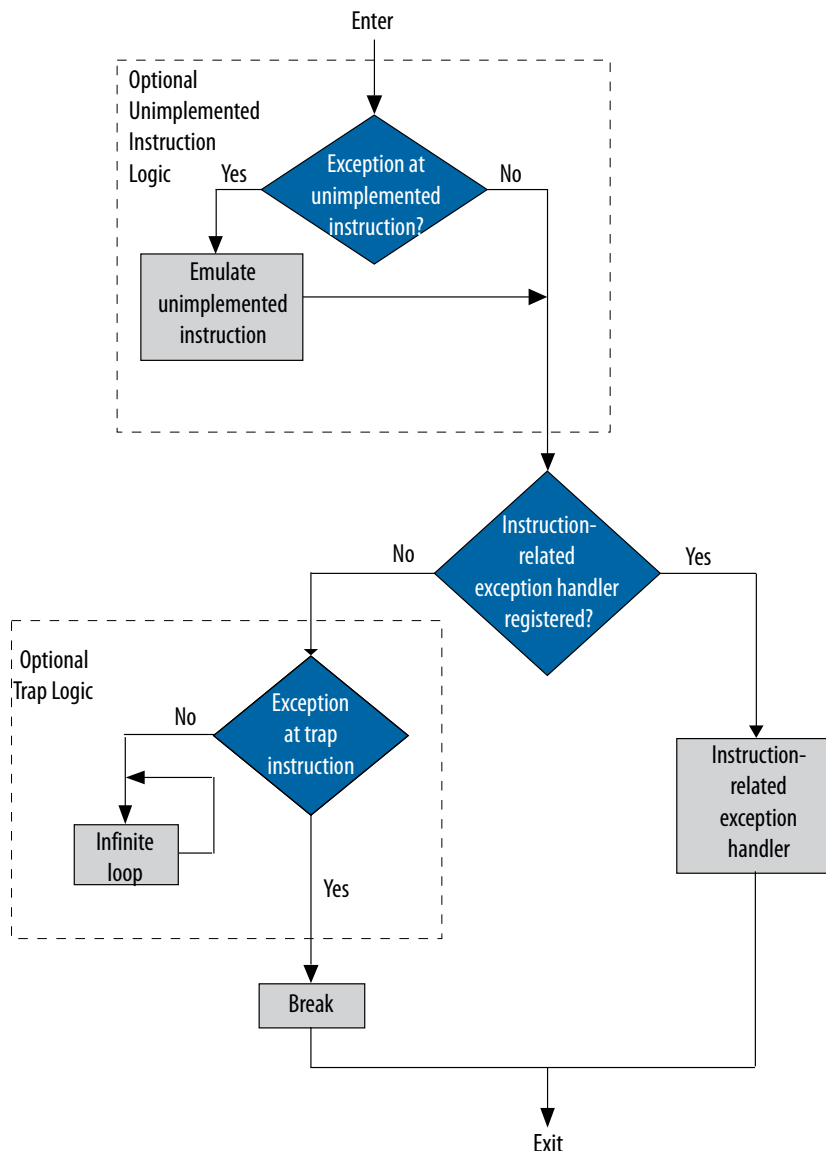 Enter
Optional
Unimplemented
Instruction
Logic
Exception at
unimplemented
instruction?
Yes
No
Emulate
unimplemented
instruction
Instruction-
related
exception handler
registered?
No
Yes
Optional
Trap Logic
Exception
at trap
instruction
No
Infinite
loop
Yes
Instruction-
related
exception
handler
Break
Exit